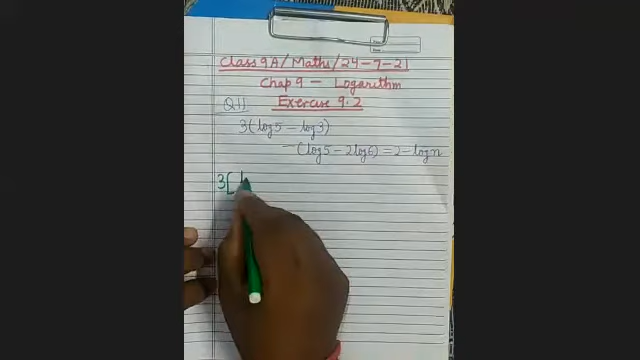 Class 9A/Maths/24-7-21
Chap 9 - Logarithm
Exercise 9.2
Q11
3(log5 - log3)
-(log5 - 2log6) = 2 - logn
3[ l